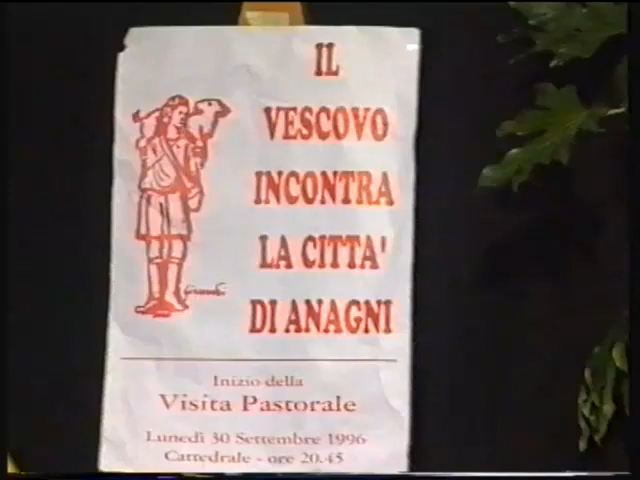 IL
VESCOVO
INCONTRA
LA CITTA'
DI ANAGNI
Inizio della
Visita Pastorale
Lunedì 30 Settembre 1996
Cattedrale - ore 20.45